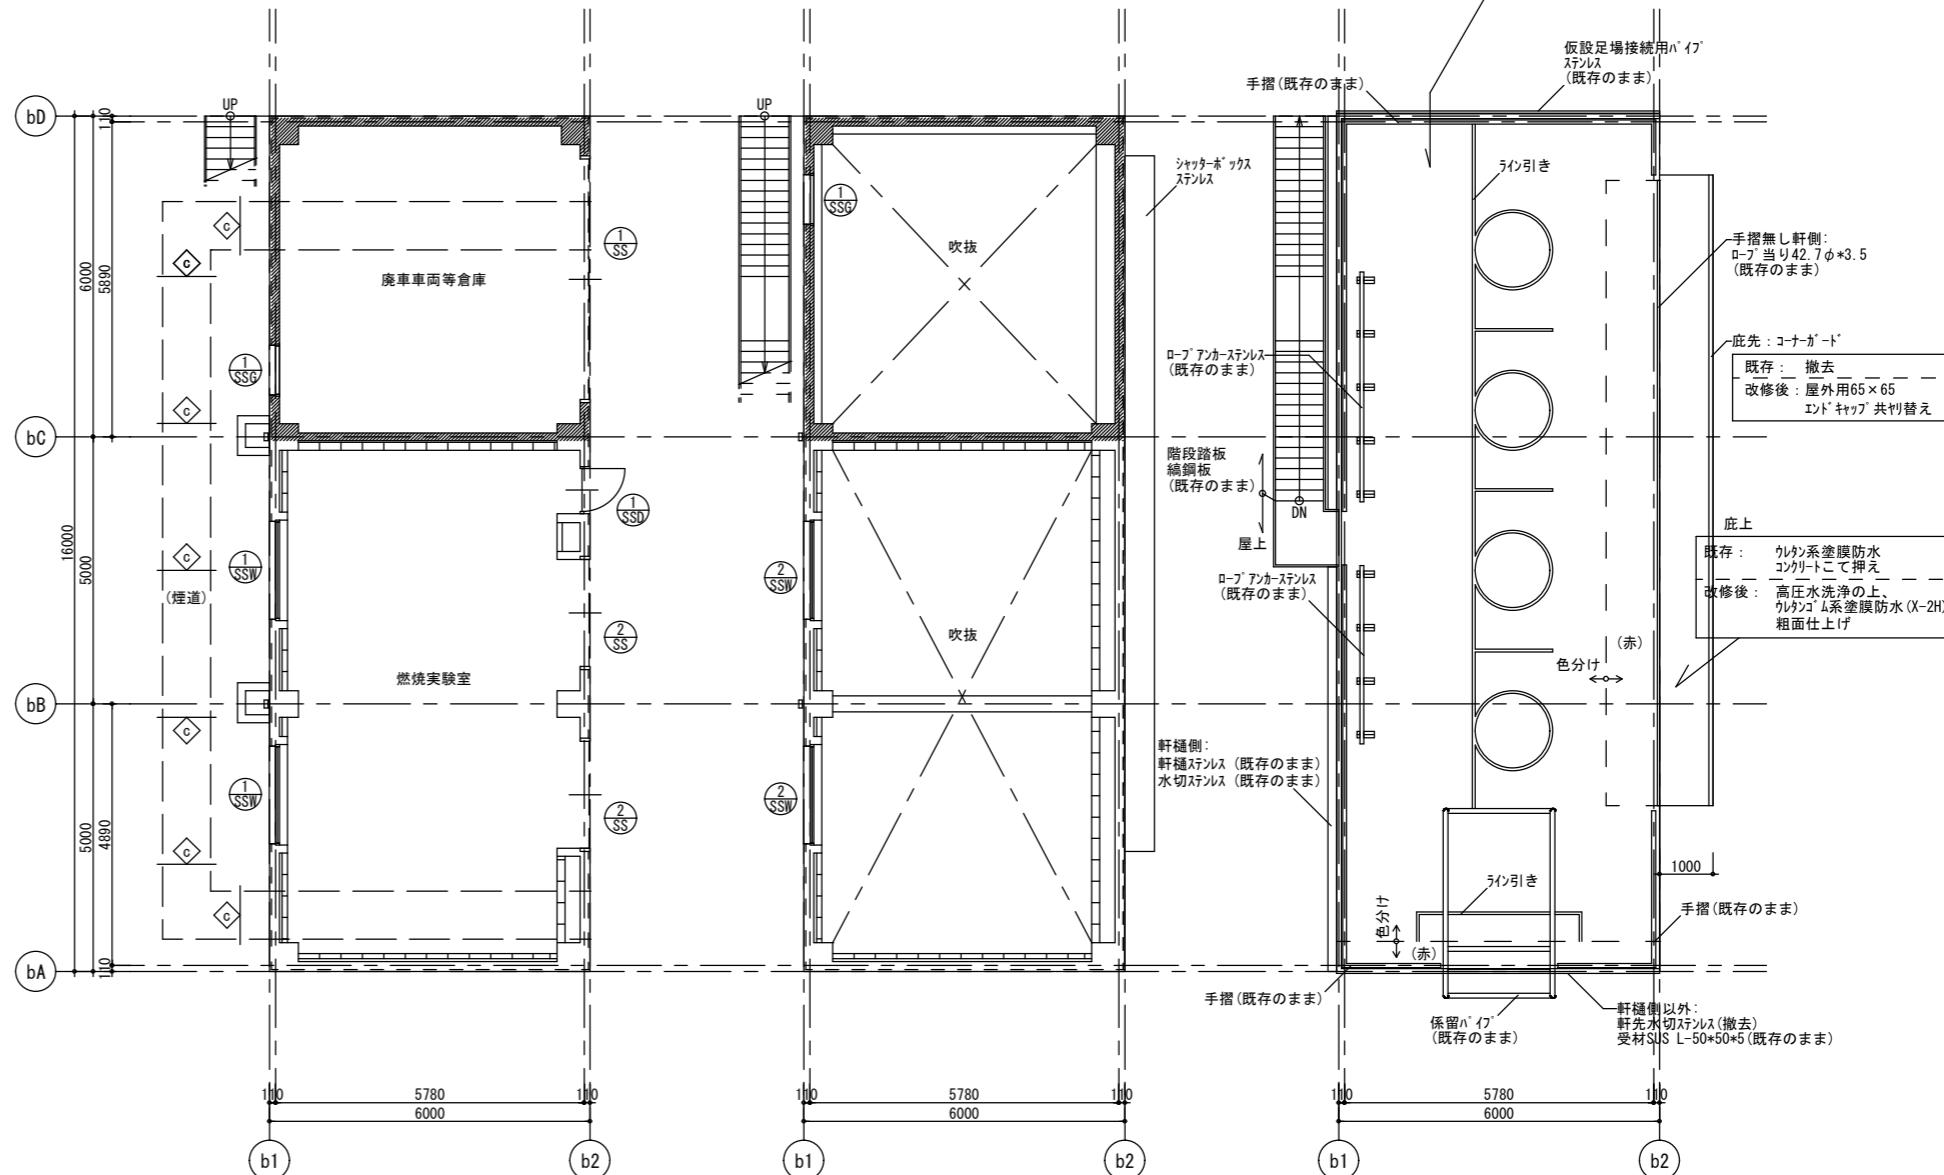 仮設足場接続用パイプ
ステンレス
(既存のまま)
手摺(既存のまま)
bD
110
UP
UP
ライン引き
シャッターボックス
ステンレス
1
SSG
c
1
SS
吹抜
手摺無し軒側:
ロープ当り42.7φ*3.5
(既存のまま)
6000
5890
c
廃車車両等倉庫
庇先:コーナーガード
既存: 撤去
改修後:屋外用65×65
エンドキャップ共ヤリ替え
ロープアンカーステンレス
(既存のまま)
1
SSG
c
bC
階段踏板
縞鋼板
(既存のまま)
1
SSD
DN
屋上
庇上
既存: ウレタン系塗膜防水
コンクリートこて押え
改修後: 高圧水洗浄の上、
ウレタンゴム系塗膜防水(X-2H)
粗面仕上げ
16000
5000
c
1
SSW
2
SSW
ロープアンカーステンレス
(既存のまま)
(煙道)
2
SS
吹抜
(赤)
色分け
燃焼実験室
bB
c
軒樋側:
軒樋ステンレス (既存のまま)
水切ステンレス (既存のまま)
1
SSW
2
SSW
2
SS
5000
4890
c
1000
ライン引き
c
色分け
手摺(既存のまま)
(赤)
110
bA
手摺(既存のまま)
係留パイプ
(既存のまま)
軒樋側以外:
軒先水切ステンレス(撤去)
受材SUS L-50*50*5(既存のまま)
110 5780 110
6000
110 5780 110
6000
110 5780 110
6000
b1 b2 b1 b2 b1 b2